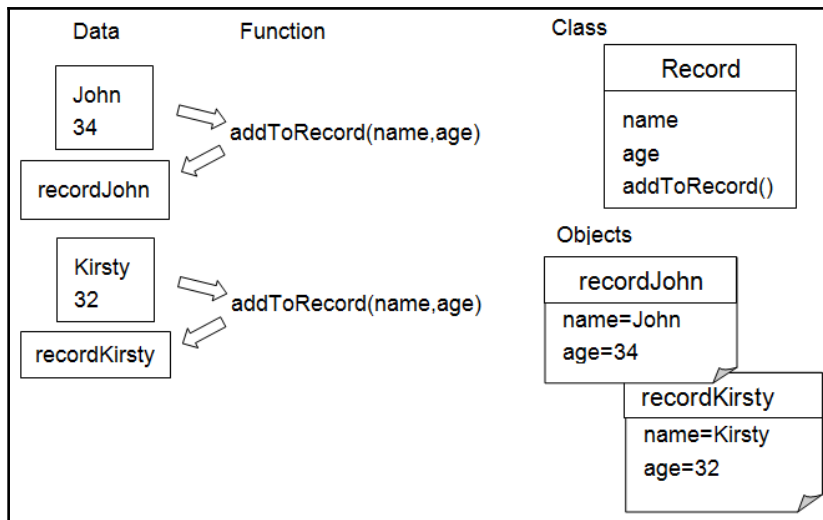 Data
Function
John
34
addToRecord(name,age)
recordJohn
Kirsty
32
addToRecord(name,age)
recordKirsty
Class
Record
name
age
addToRecord()
Objects
recordJohn
name=John
age=34
recordKirsty
name=Kirsty
age=32